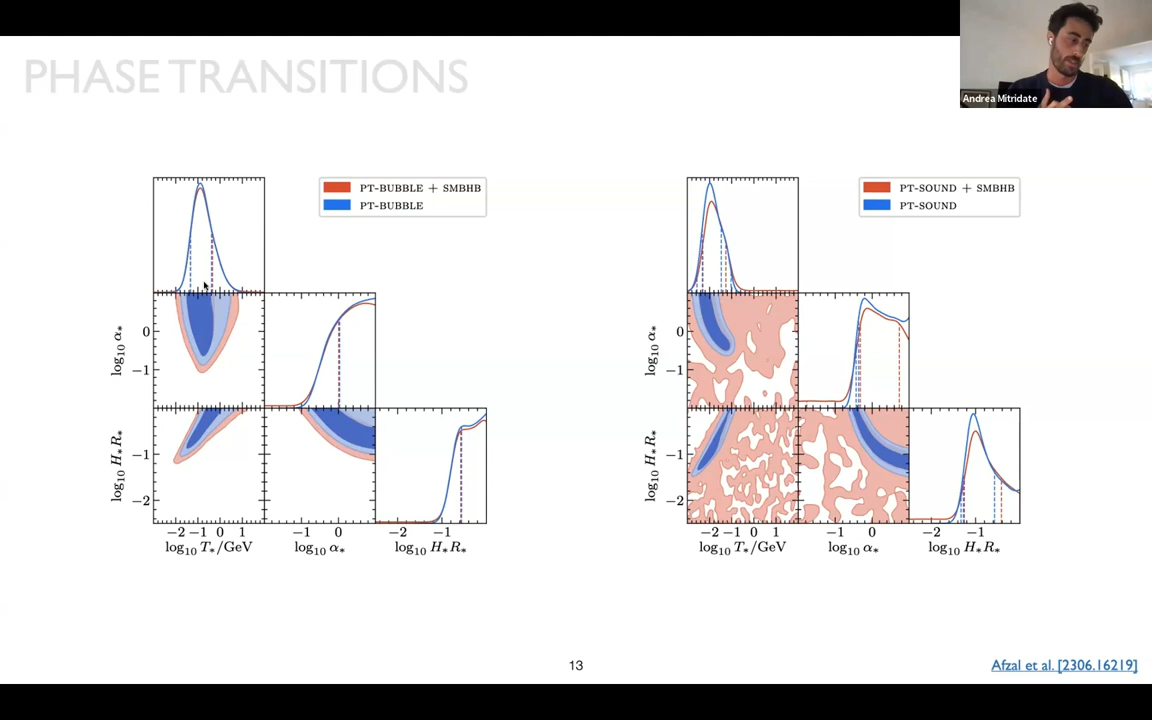 PHASE TRANSITIONS
Andrea Mitridate
PT-BUBBLE + SMBHB
PT-BUBBLE
log₁₀ α∗
0
−1
log₁₀ H∗R∗
−1
−2
−2 −1 0 1
log₁₀ T∗/GeV
−1 0
log₁₀ α∗
−2 −1
log₁₀ H∗R∗
PT-SOUND + SMBHB
PT-SOUND
log₁₀ α∗
0
−1
log₁₀ H∗R∗
−1
−2
−2 −1 0 1
log₁₀ T∗/GeV
−1 0
log₁₀ α∗
−2 −1
log₁₀ H∗R∗
13
Afzal et al. [2306.16219]